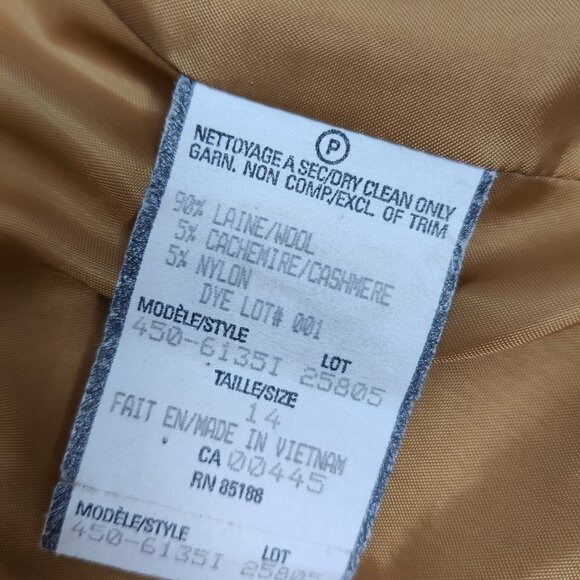 P
NETTOYAGE A SEC/DRY CLEAN ONLY
GARN. NON COMP/EXCL. OF TRIM
90% LAINE/WOOL
5% CACHEMIRE/CASHMERE
5% NYLON
DYE LOT# 001
MODÈLE/STYLE LOT
450-6135I 25805
TAILLE/SIZE
14
FAIT EN/MADE IN VIETNAM
CA 00445
RN 85188
MODÈLE/STYLE LOT
450-6135I 25805